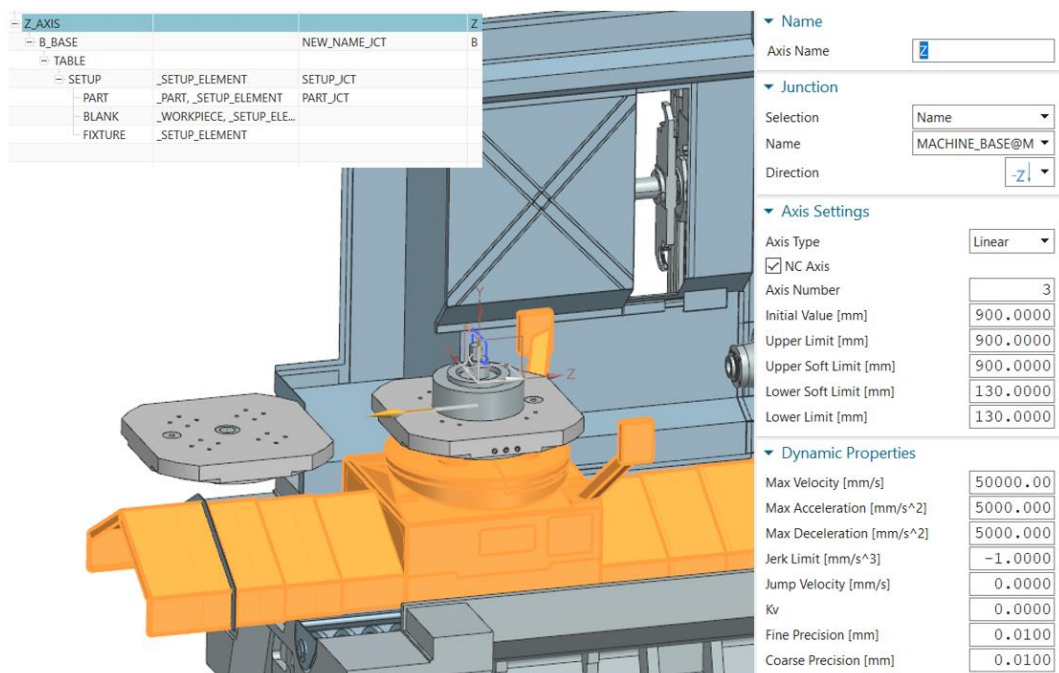 Z_AXIS Z
B_BASE NEW_NAME_JCT B
TABLE
SETUP _SETUP_ELEMENT SETUP_JCT
PART _PART, _SETUP_ELEMENT PART_JCT
BLANK _WORKPIECE, _SETUP_ELE...
FIXTURE _SETUP_ELEMENT
Y
Z
Name
Axis Name Z
Junction
Selection Name
Name MACHINE_BASE@M
Direction -Z
Axis Settings
Axis Type Linear
NC Axis
Axis Number 3
Initial Value [mm] 900.0000
Upper Limit [mm] 900.0000
Upper Soft Limit [mm] 900.0000
Lower Soft Limit [mm] 130.0000
Lower Limit [mm] 130.0000
Dynamic Properties
Max Velocity [mm/s] 50000.00
Max Acceleration [mm/s^2] 5000.000
Max Deceleration [mm/s^2] 5000.000
Jerk Limit [mm/s^3] -1.0000
Jump Velocity [mm/s] 0.0000
Kv 0.0000
Fine Precision [mm] 0.0100
Coarse Precision [mm] 0.0100